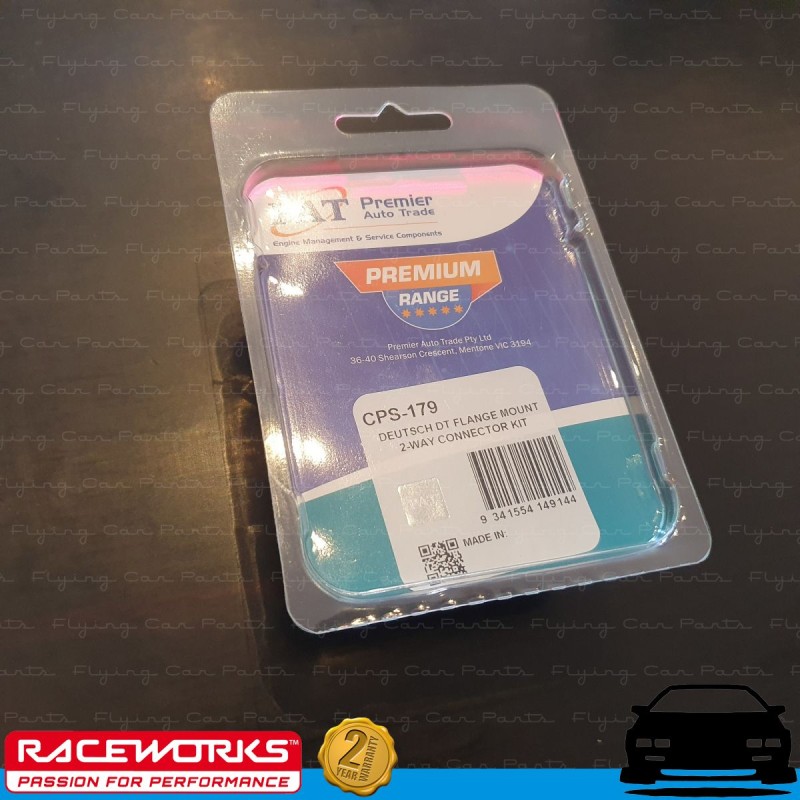 Flying Car Parts
PAT Premier
Auto Trade
Engine Management & Service Components
PREMIUM
RANGE
Premier Auto Trade Pty Ltd
36-40 Shearson Crescent, Mentone VIC 3194
CPS-179
DEUTSCH DT FLANGE MOUNT
2-WAY CONNECTOR KIT
PAT
9 341554 149144
MADE IN:
RACEWORKS™
PASSION FOR PERFORMANCE
2
YEAR
WARRANTY